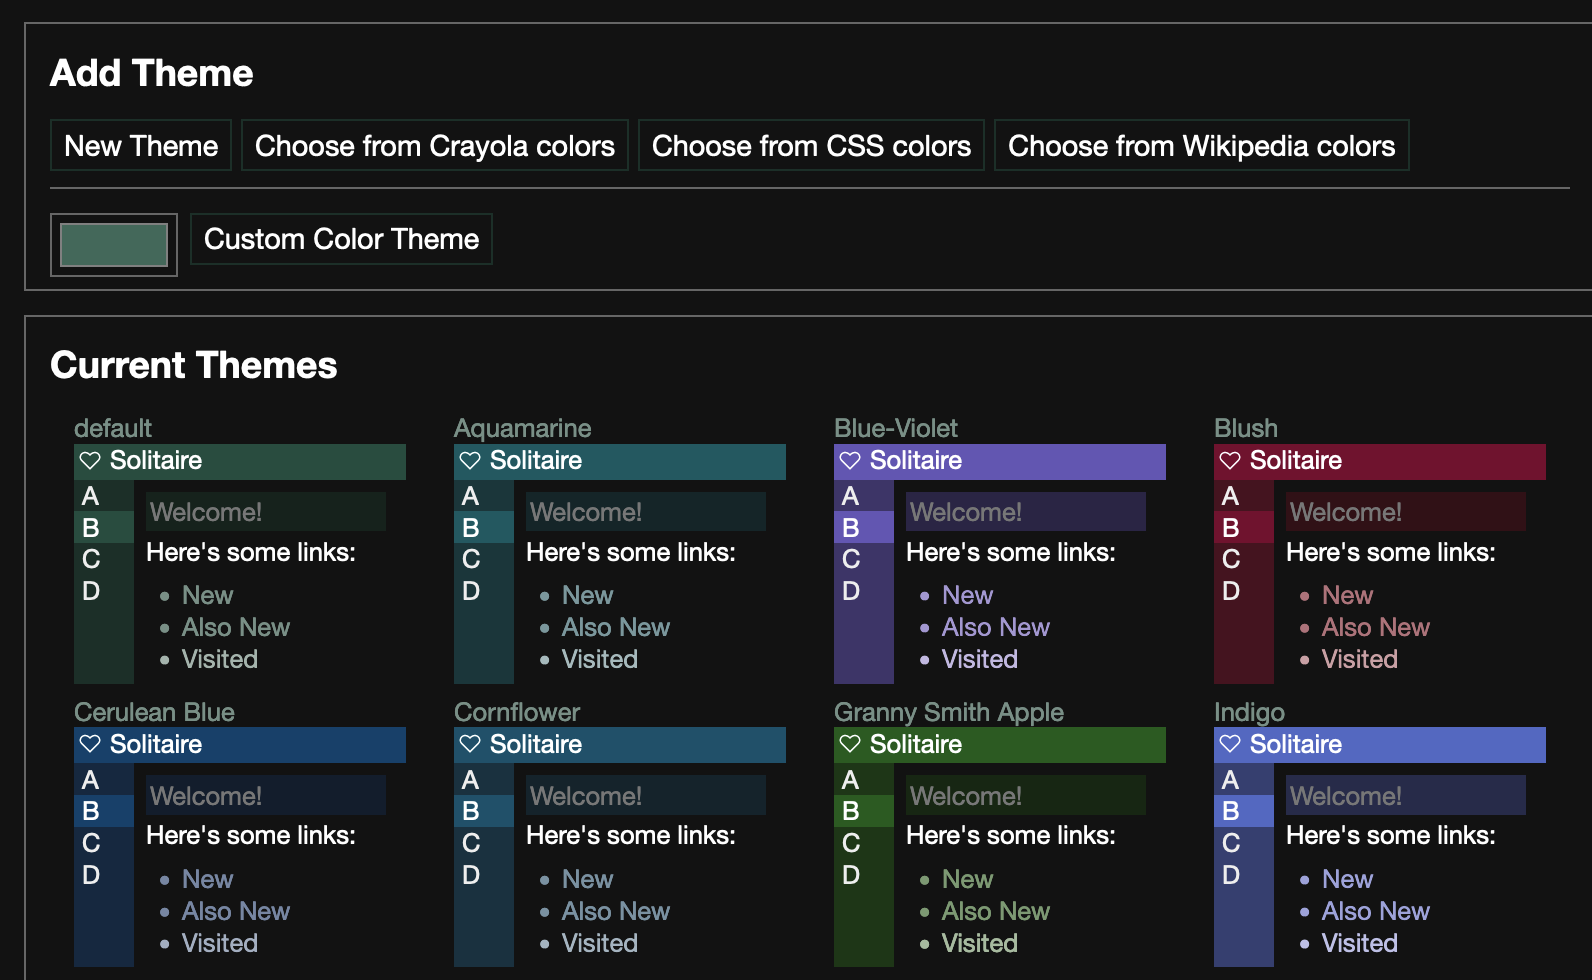 Add Theme
New Theme Choose from Crayola colors Choose from CSS colors Choose from Wikipedia colors
Custom Color Theme
Current Themes
default
Solitaire
A
B
C
D
Welcome!
Here's some links:
New
Also New
Visited
Aquamarine
Solitaire
A
B
C
D
Welcome!
Here's some links:
New
Also New
Visited
Blue-Violet
Solitaire
A
B
C
D
Welcome!
Here's some links:
New
Also New
Visited
Blush
Solitaire
A
B
C
D
Welcome!
Here's some links:
New
Also New
Visited
Cerulean Blue
Solitaire
A
B
C
D
Welcome!
Here's some links:
New
Also New
Visited
Cornflower
Solitaire
A
B
C
D
Welcome!
Here's some links:
New
Also New
Visited
Granny Smith Apple
Solitaire
A
B
C
D
Welcome!
Here's some links:
New
Also New
Visited
Indigo
Solitaire
A
B
C
D
Welcome!
Here's some links:
New
Also New
Visited